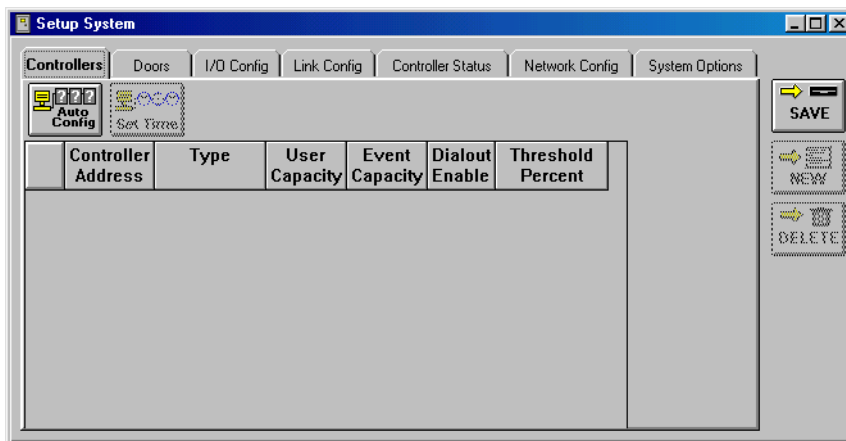 Setup System
Controllers Doors I/O Config Link Config Controller Status Network Config System Options
???
Auto
Config
Set Time
SAVE
NEW
DELETE
Controller Address Type User Capacity Event Capacity Dialout Enable Threshold Percent